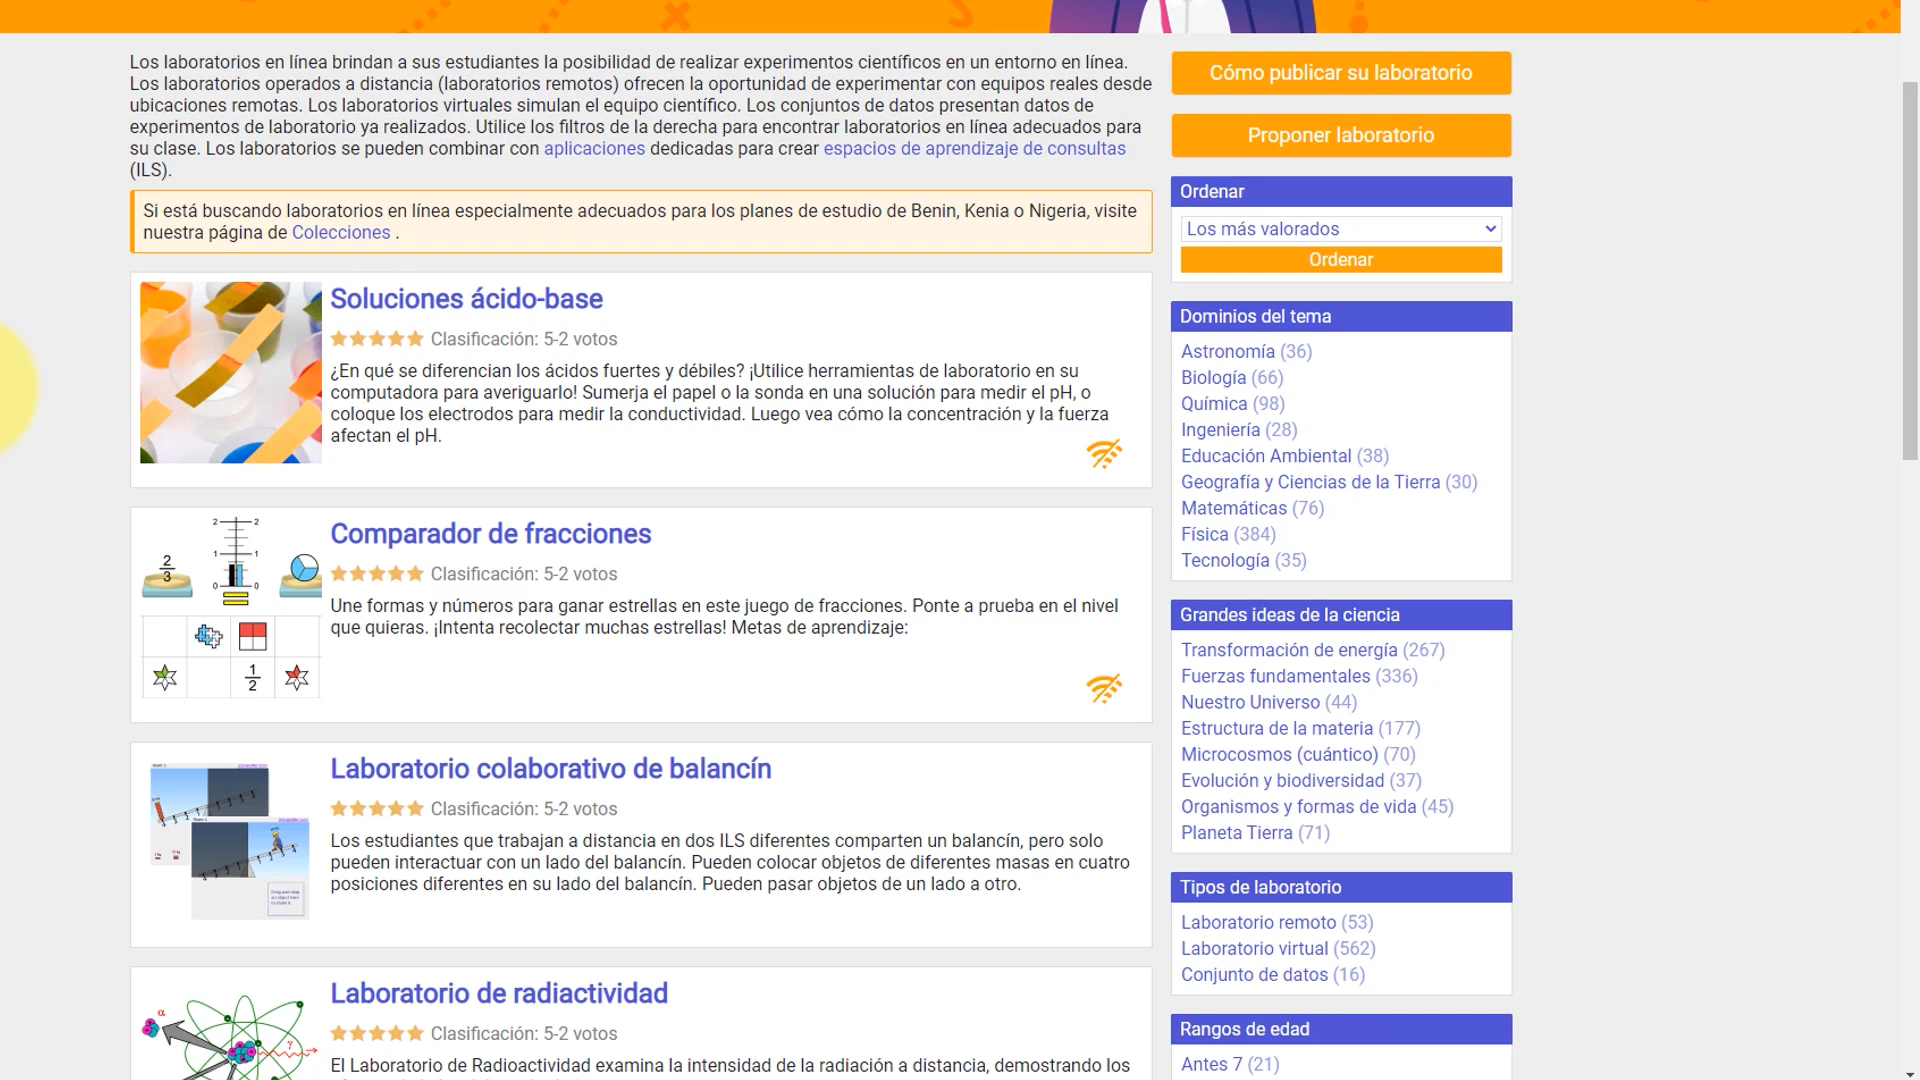 Los laboratorios en línea brindan a sus estudiantes la posibilidad de realizar experimentos científicos en un entorno en línea.
Los laboratorios operados a distancia (laboratorios remotos) ofrecen la oportunidad de experimentar con equipos reales desde
ubicaciones remotas. Los laboratorios virtuales simulan el equipo científico. Los conjuntos de datos presentan datos de
experimentos de laboratorio ya realizados. Utilice los filtros de la derecha para encontrar laboratorios en línea adecuados para
su clase. Los laboratorios se pueden combinar con aplicaciones dedicadas para crear espacios de aprendizaje de consultas
(ILS).
Si está buscando laboratorios en línea especialmente adecuados para los planes de estudio de Benin, Kenia o Nigeria, visite
nuestra página de Colecciones .
Soluciones ácido-base
Clasificación: 5-2 votos
¿En qué se diferencian los ácidos fuertes y débiles? ¡Utilice herramientas de laboratorio en su
computadora para averiguarlo! Sumerja el papel o la sonda en una solución para medir el pH, o
coloque los electrodos para medir la conductividad. Luego vea cómo la concentración y la fuerza
afectan el pH.
2 2
1 1
0 0
2
3
1
2
Comparador de fracciones
Clasificación: 5-2 votos
Une formas y números para ganar estrellas en este juego de fracciones. Ponte a prueba en el nivel
que quieras. ¡Intenta recolectar muchas estrellas! Metas de aprendizaje:
Laboratorio colaborativo de balancín
Clasificación: 5-2 votos
Los estudiantes que trabajan a distancia en dos ILS diferentes comparten un balancín, pero solo
pueden interactuar con un lado del balancín. Pueden colocar objetos de diferentes masas en cuatro
posiciones diferentes en su lado del balancín. Pueden pasar objetos de un lado a otro.
α
γ
Laboratorio de radiactividad
Clasificación: 5-2 votos
El Laboratorio de Radioactividad examina la intensidad de la radiación a distancia, demostrando los
Cómo publicar su laboratorio
Proponer laboratorio
Ordenar
Los más valorados
Ordenar
Dominios del tema
Astronomía (36)
Biología (66)
Química (98)
Ingeniería (28)
Educación Ambiental (38)
Geografía y Ciencias de la Tierra (30)
Matemáticas (76)
Física (384)
Tecnología (35)
Grandes ideas de la ciencia
Transformación de energía (267)
Fuerzas fundamentales (336)
Nuestro Universo (44)
Estructura de la materia (177)
Microcosmos (cuántico) (70)
Evolución y biodiversidad (37)
Organismos y formas de vida (45)
Planeta Tierra (71)
Tipos de laboratorio
Laboratorio remoto (53)
Laboratorio virtual (562)
Conjunto de datos (16)
Rangos de edad
Antes 7 (21)